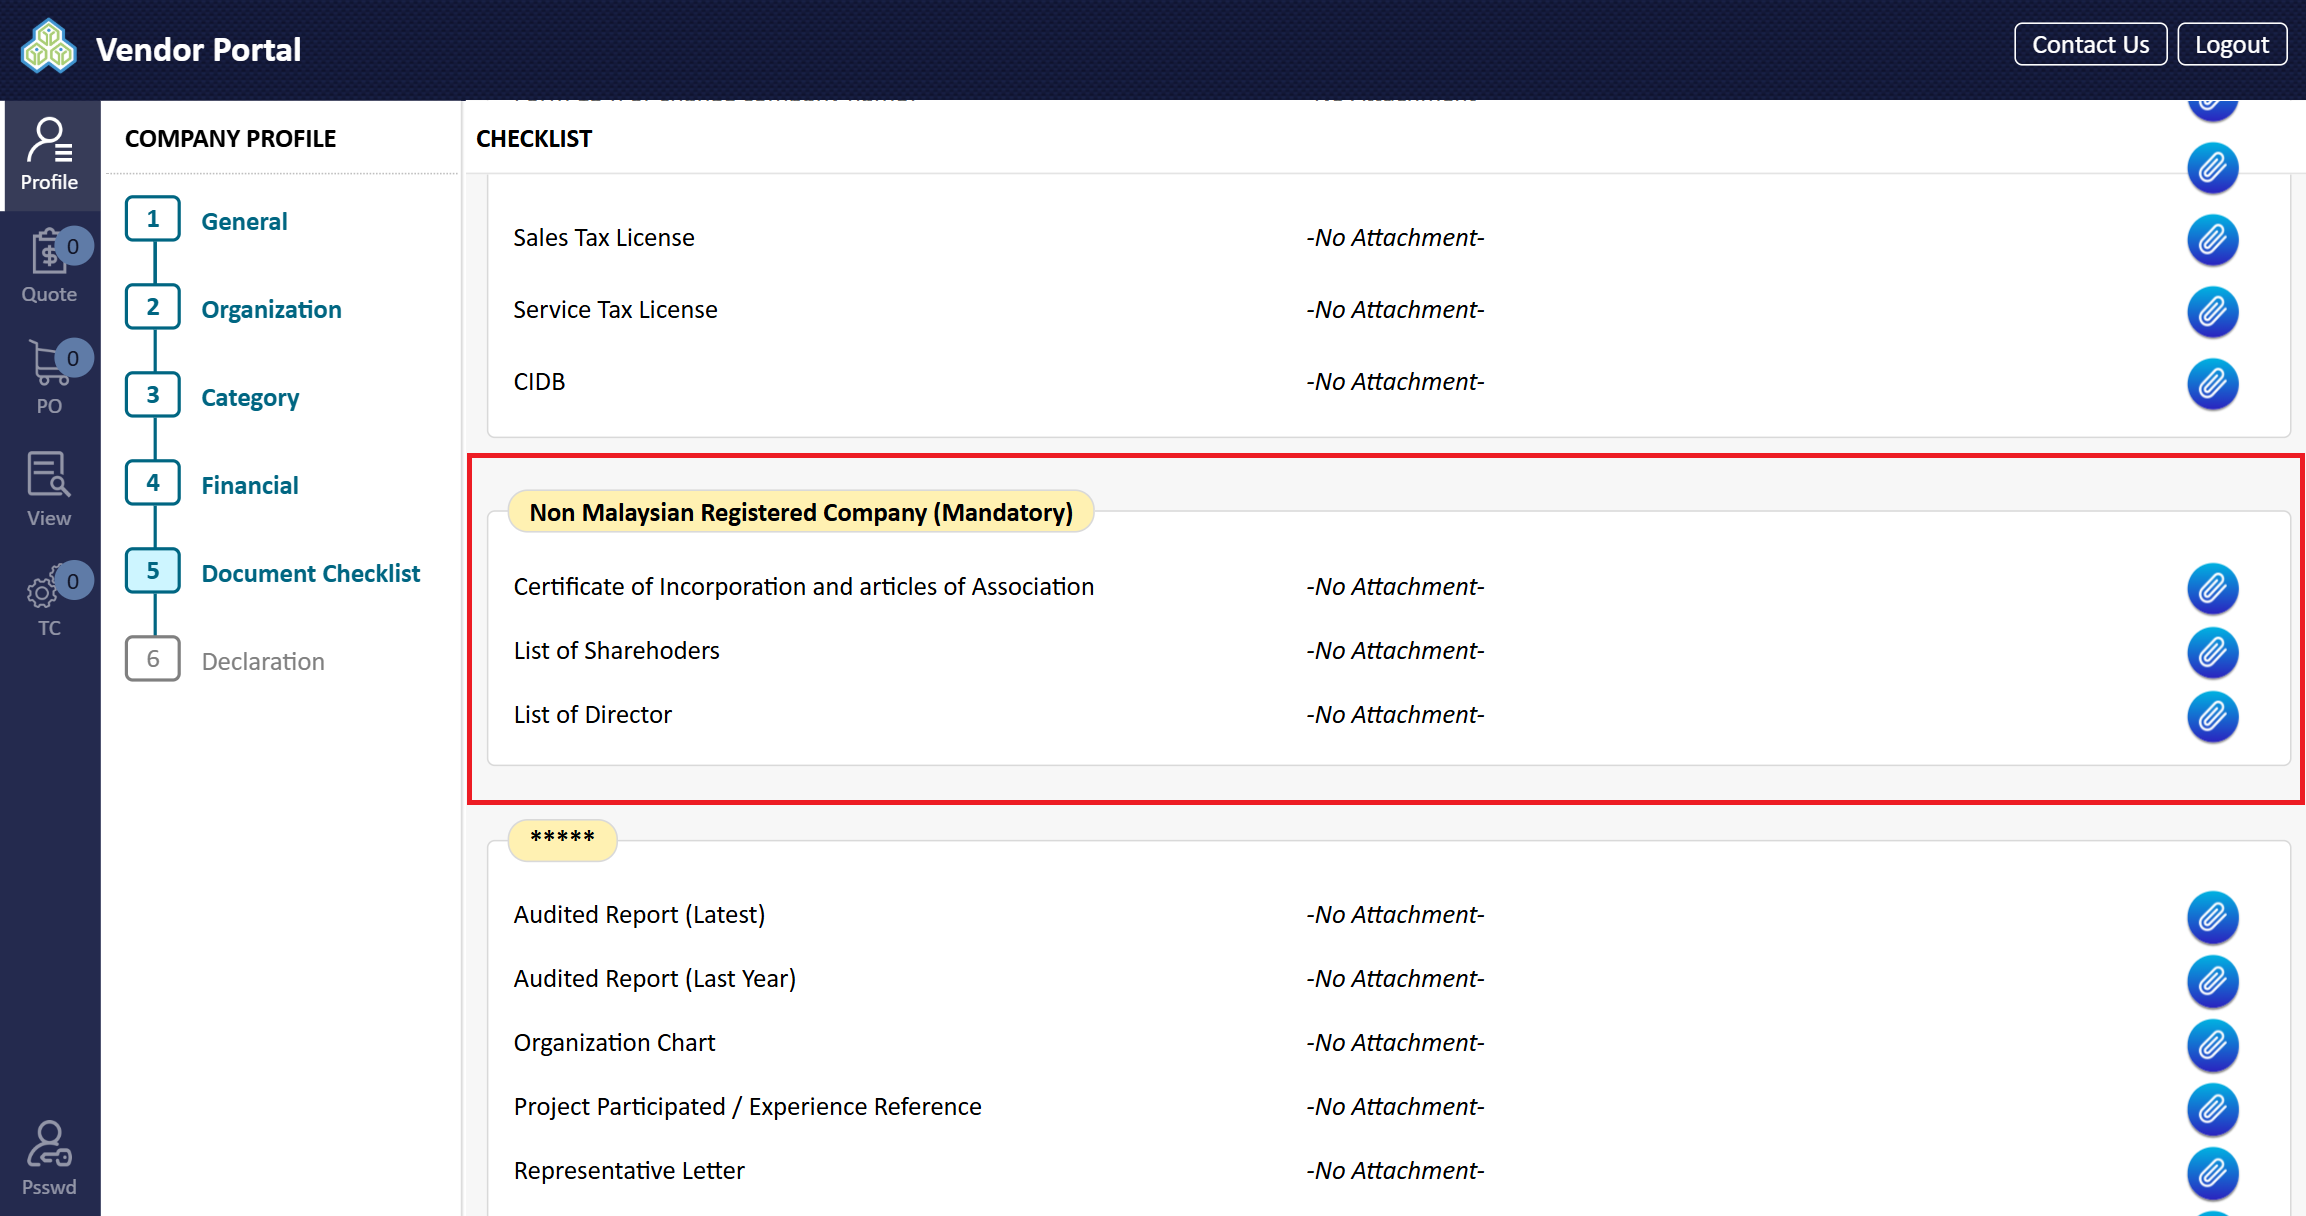 Vendor Portal
Contact Us
Logout
Profile
0
Quote
0
PO
View
0
TC
Psswd
COMPANY PROFILE
1 General
2 Organization
3 Category
4 Financial
5 Document Checklist
6 Declaration
CHECKLIST
Sales Tax License -No Attachment-
Service Tax License -No Attachment-
CIDB -No Attachment-
Non Malaysian Registered Company (Mandatory)
Certificate of Incorporation and articles of Association -No Attachment-
List of Sharehoders -No Attachment-
List of Director -No Attachment-
*****
Audited Report (Latest) -No Attachment-
Audited Report (Last Year) -No Attachment-
Organization Chart -No Attachment-
Project Participated / Experience Reference -No Attachment-
Representative Letter -No Attachment-